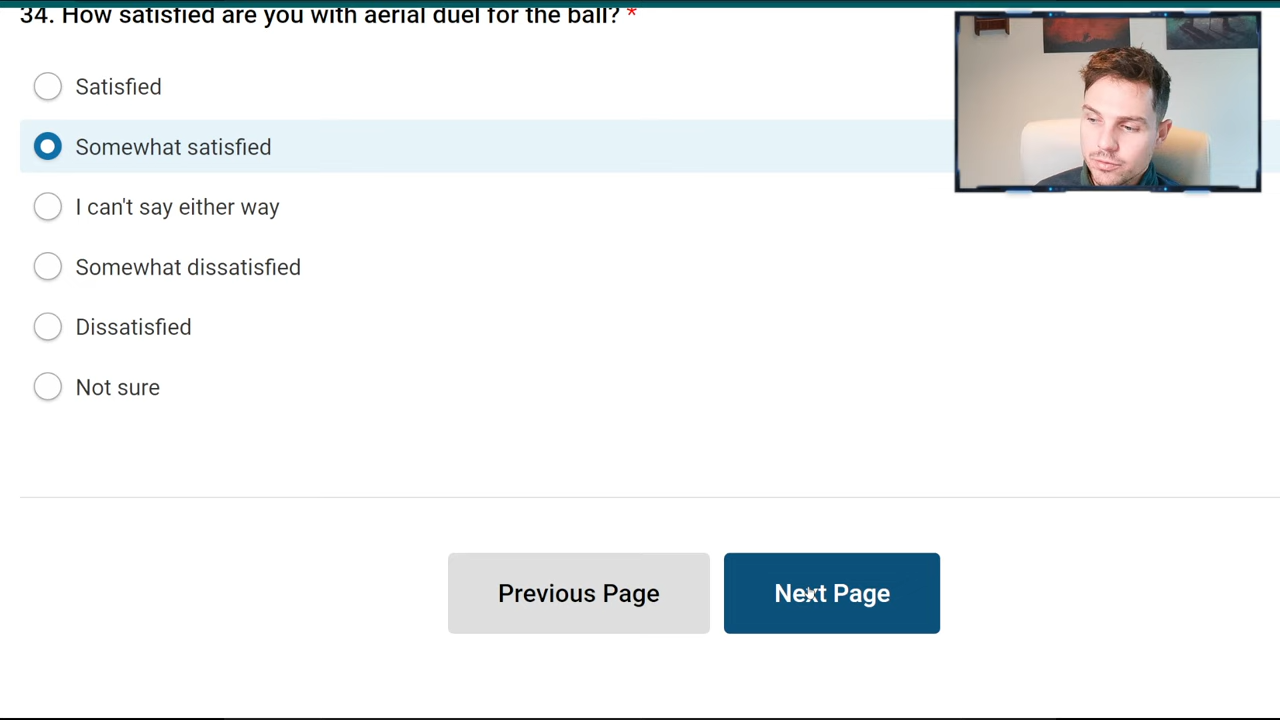 34. How satisfied are you with aerial duel for the ball? *
Satisfied
Somewhat satisfied
I can't say either way
Somewhat dissatisfied
Dissatisfied
Not sure
Previous Page
Next Page